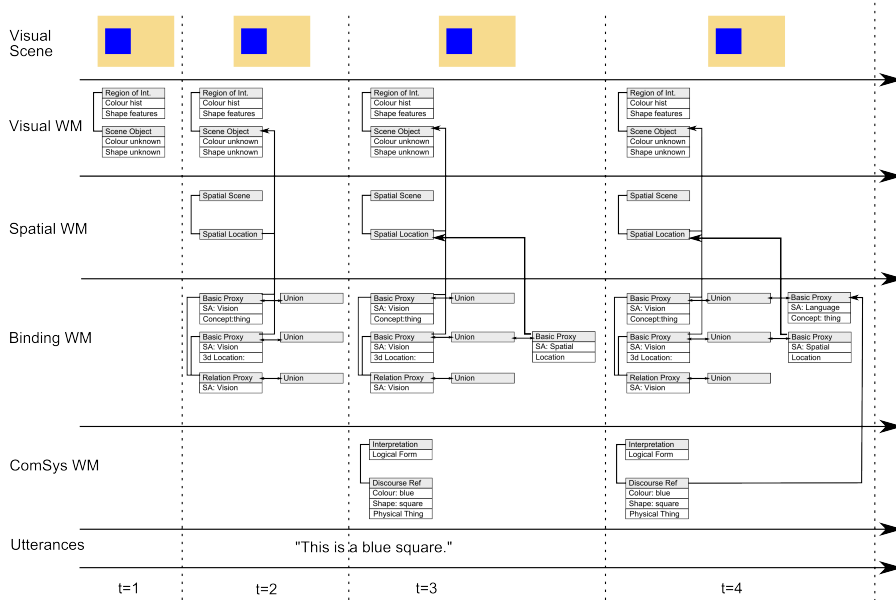 Visual
Scene
Visual WM
Region of Int.
Colour hist
Shape features
Scene Object
Colour unknown
Shape unknown
Region of Int.
Colour hist
Shape features
Scene Object
Colour unknown
Shape unknown
Region of Int.
Colour hist
Shape features
Scene Object
Colour unknown
Shape unknown
Region of Int.
Colour hist
Shape features
Scene Object
Colour unknown
Shape unknown
Spatial WM
Spatial Scene
Spatial Location
Spatial Scene
Spatial Location
Spatial Scene
Spatial Location
Binding WM
Basic Proxy
SA: Vision
Concept:thing
Union
Basic Proxy
SA: Vision
3d Location:
Union
Relation Proxy
SA: Vision
Union
Basic Proxy
SA: Vision
Concept:thing
Union
Basic Proxy
SA: Vision
3d Location:
Union
Basic Proxy
SA: Spatial
Location
Relation Proxy
SA: Vision
Union
Basic Proxy
SA: Vision
Concept:thing
Union
Basic Proxy
SA: Language
Concept: thing
Basic Proxy
SA: Vision
3d Location:
Union
Basic Proxy
SA: Spatial
Location
Relation Proxy
SA: Vision
Union
ComSys WM
Interpretation
Logical Form
Discourse Ref
Colour: blue
Shape: square
Physical Thing
Interpretation
Logical Form
Discourse Ref
Colour: blue
Shape: square
Physical Thing
Utterances
"This is a blue square."
t=1
t=2
t=3
t=4